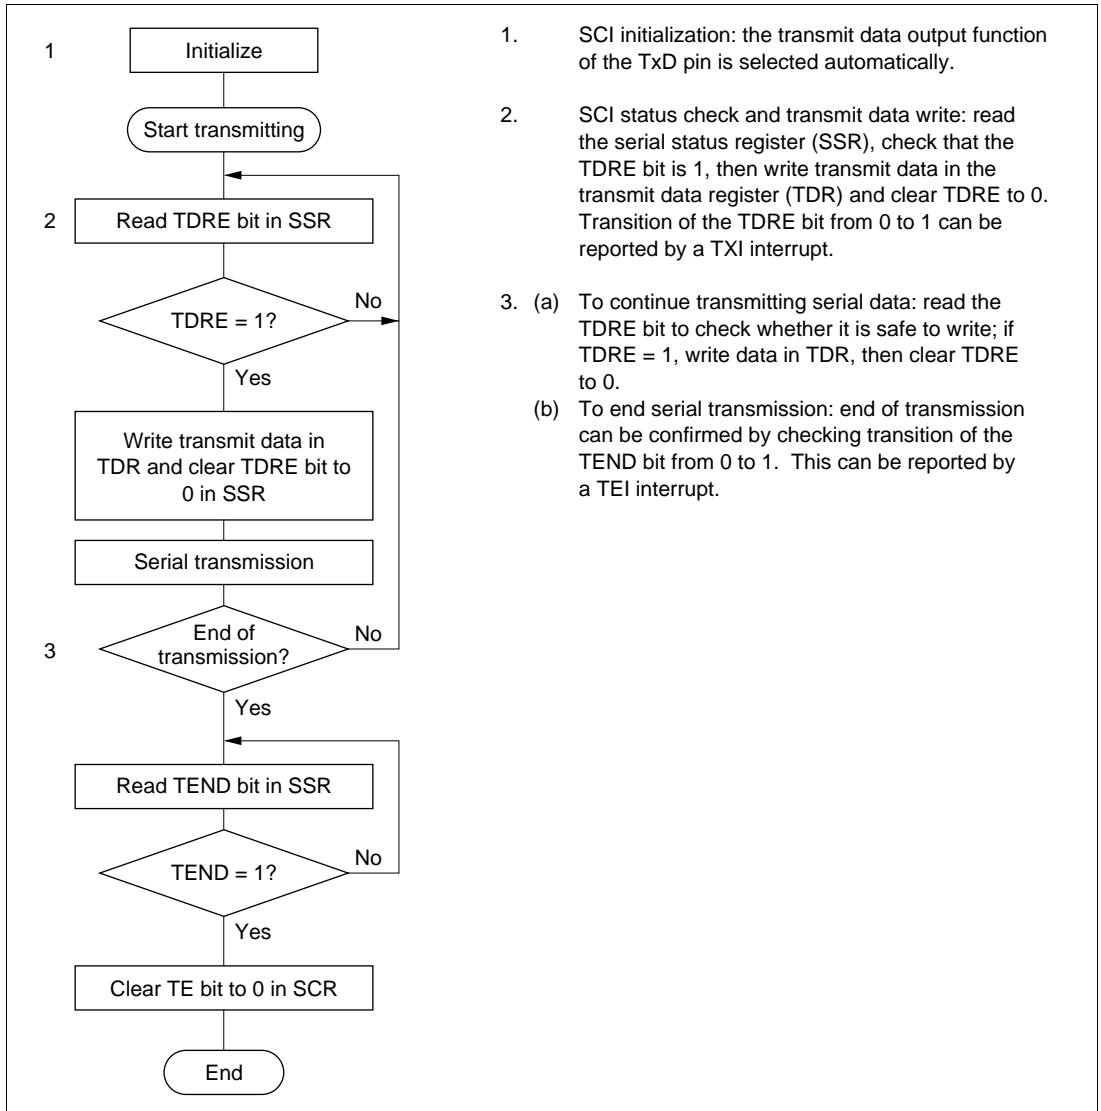 1
Initialize
Start transmitting
2
Read TDRE bit in SSR
TDRE = 1?
No
Yes
Write transmit data in
TDR and clear TDRE bit to
0 in SSR
Serial transmission
3
End of
transmission?
No
Yes
Read TEND bit in SSR
TEND = 1?
No
Yes
Clear TE bit to 0 in SCR
End
1. SCI initialization: the transmit data output function
of the TxD pin is selected automatically.
2. SCI status check and transmit data write: read
the serial status register (SSR), check that the
TDRE bit is 1, then write transmit data in the
transmit data register (TDR) and clear TDRE to 0.
Transition of the TDRE bit from 0 to 1 can be
reported by a TXI interrupt.
3. (a) To continue transmitting serial data: read the
TDRE bit to check whether it is safe to write; if
TDRE = 1, write data in TDR, then clear TDRE
to 0.
(b) To end serial transmission: end of transmission
can be confirmed by checking transition of the
TEND bit from 0 to 1.  This can be reported by
a TEI interrupt.